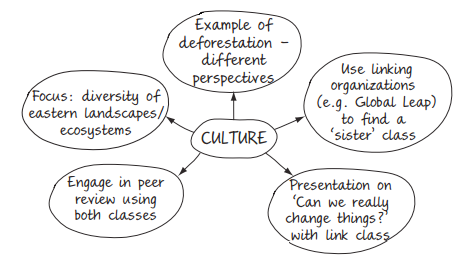 Example of
deforestation –
different
perspectives
Use linking
organizations
(e.g. Global Leap)
to find a
'sister' class
Focus: diversity of
eastern landscapes/
ecosystems
CULTURE
Engage in peer
review using
both classes
Presentation on
'Can we really
change things?'
with link class